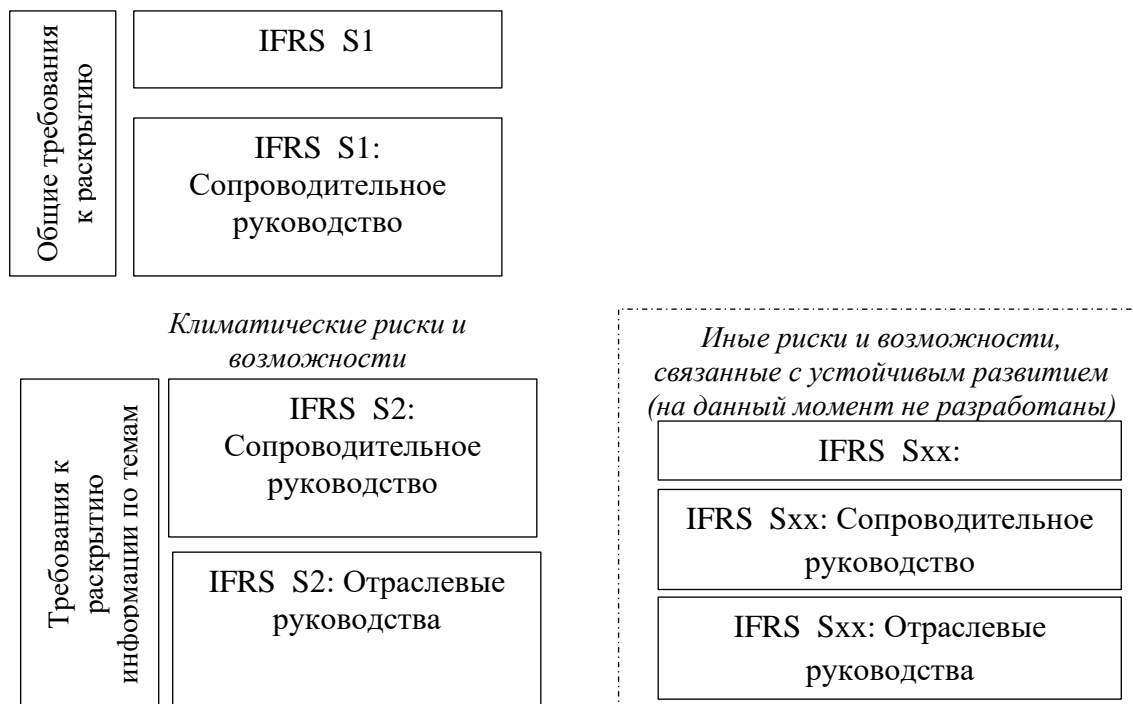 Общие требования
к раскрытию
IFRS S1
IFRS S1:
Сопроводительное
руководство
Климатические риски и
возможности
Требования к
раскрытию
информации по темам
IFRS S2:
Сопроводительное
руководство
IFRS S2: Отраслевые
руководства
Иные риски и возможности,
связанные с устойчивым развитием
(на данный момент не разработаны)
IFRS Sxx:
IFRS Sxx: Сопроводительное
руководство
IFRS Sxx: Отраслевые
руководства